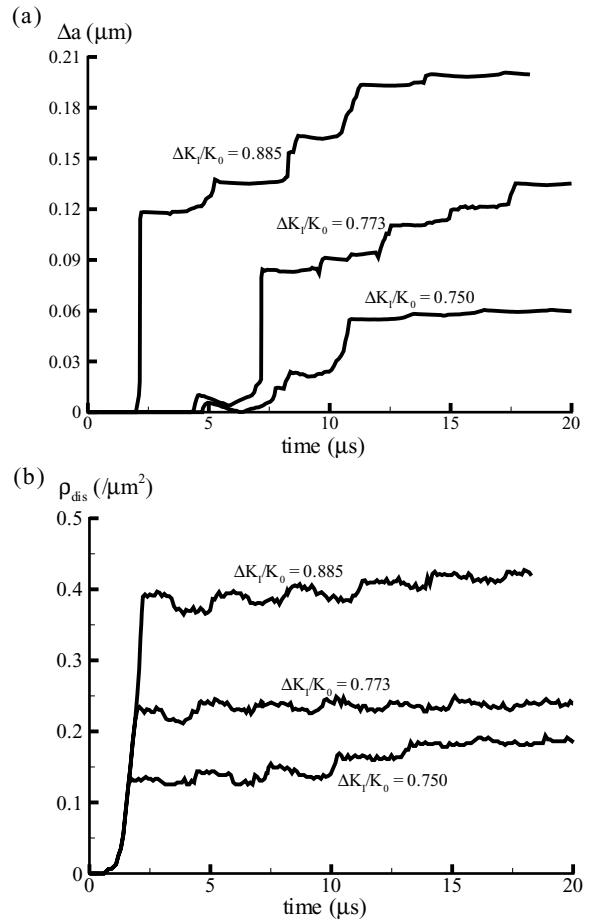 (a)
Δa (μm)
0.21
0.18
0.15
ΔK_I/K_0 = 0.885
0.12
ΔK_I/K_0 = 0.773
0.09
ΔK_I/K_0 = 0.750
0.06
0.03
0
0 5 10 15 20
time (μs)
(b)
ρ_dis (/μm²)
0.5
ΔK_I/K_0 = 0.885
0.4
0.3
ΔK_I/K_0 = 0.773
0.2
ΔK_I/K_0 = 0.750
0.1
0
0 5 10 15 20
time (μs)